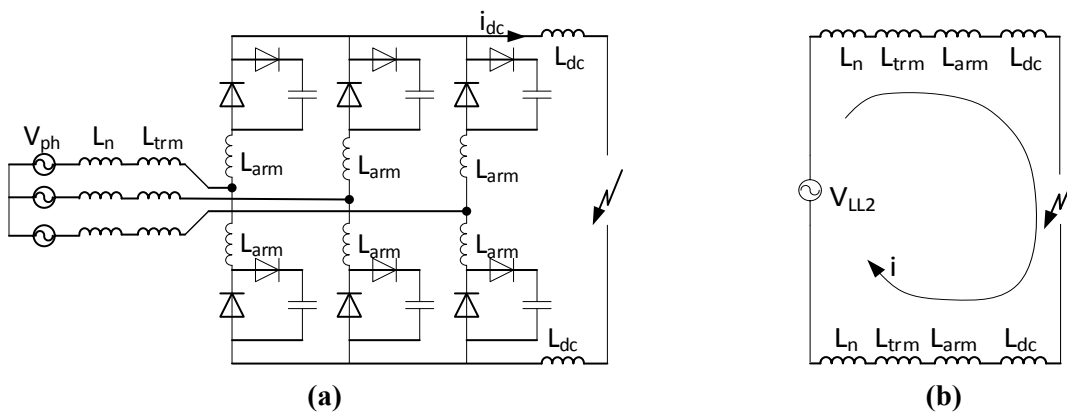 i_dc
L_dc
V_ph L_n L_trm
L_arm L_arm L_arm
L_arm L_arm L_arm
L_dc
(a)
L_n L_trm L_arm L_dc
V_LL2
i
L_n L_trm L_arm L_dc
(b)